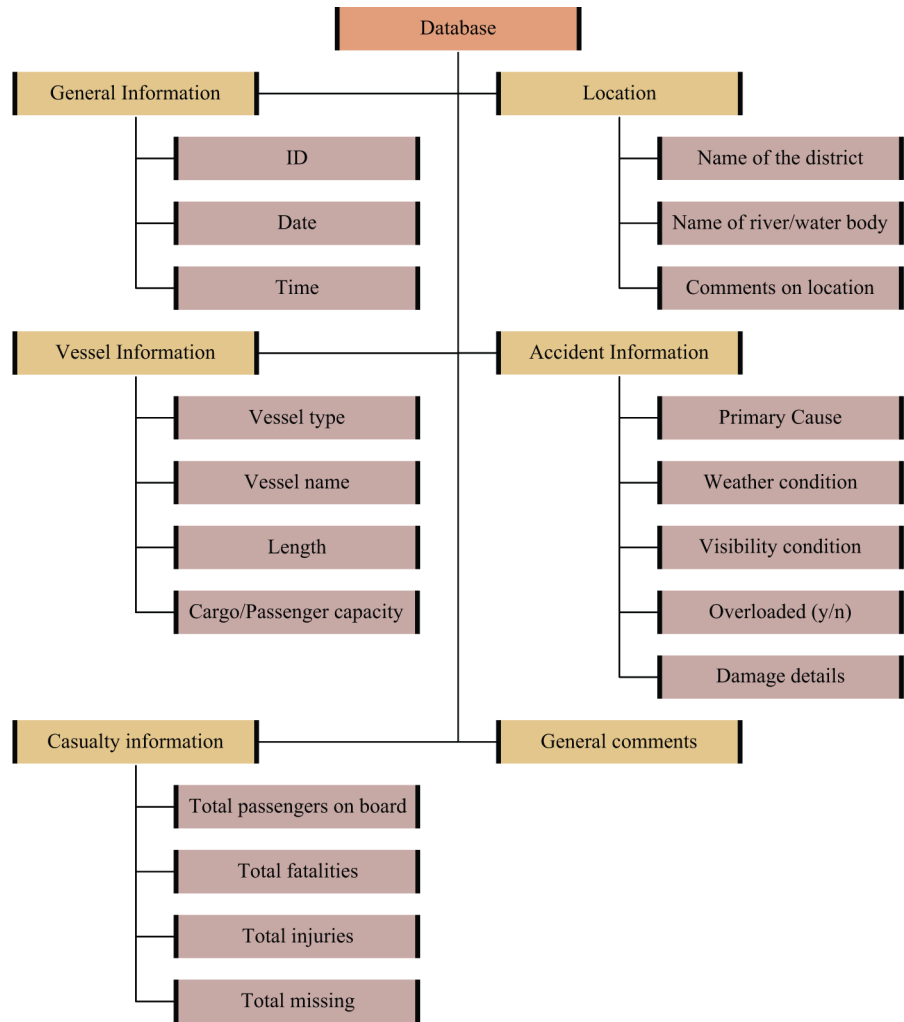 Database
General Information
ID
Date
Time
Location
Name of the district
Name of river/water body
Comments on location
Vessel Information
Vessel type
Vessel name
Length
Cargo/Passenger capacity
Accident Information
Primary Cause
Weather condition
Visibility condition
Overloaded (y/n)
Damage details
Casualty information
Total passengers on board
Total fatalities
Total injuries
Total missing
General comments